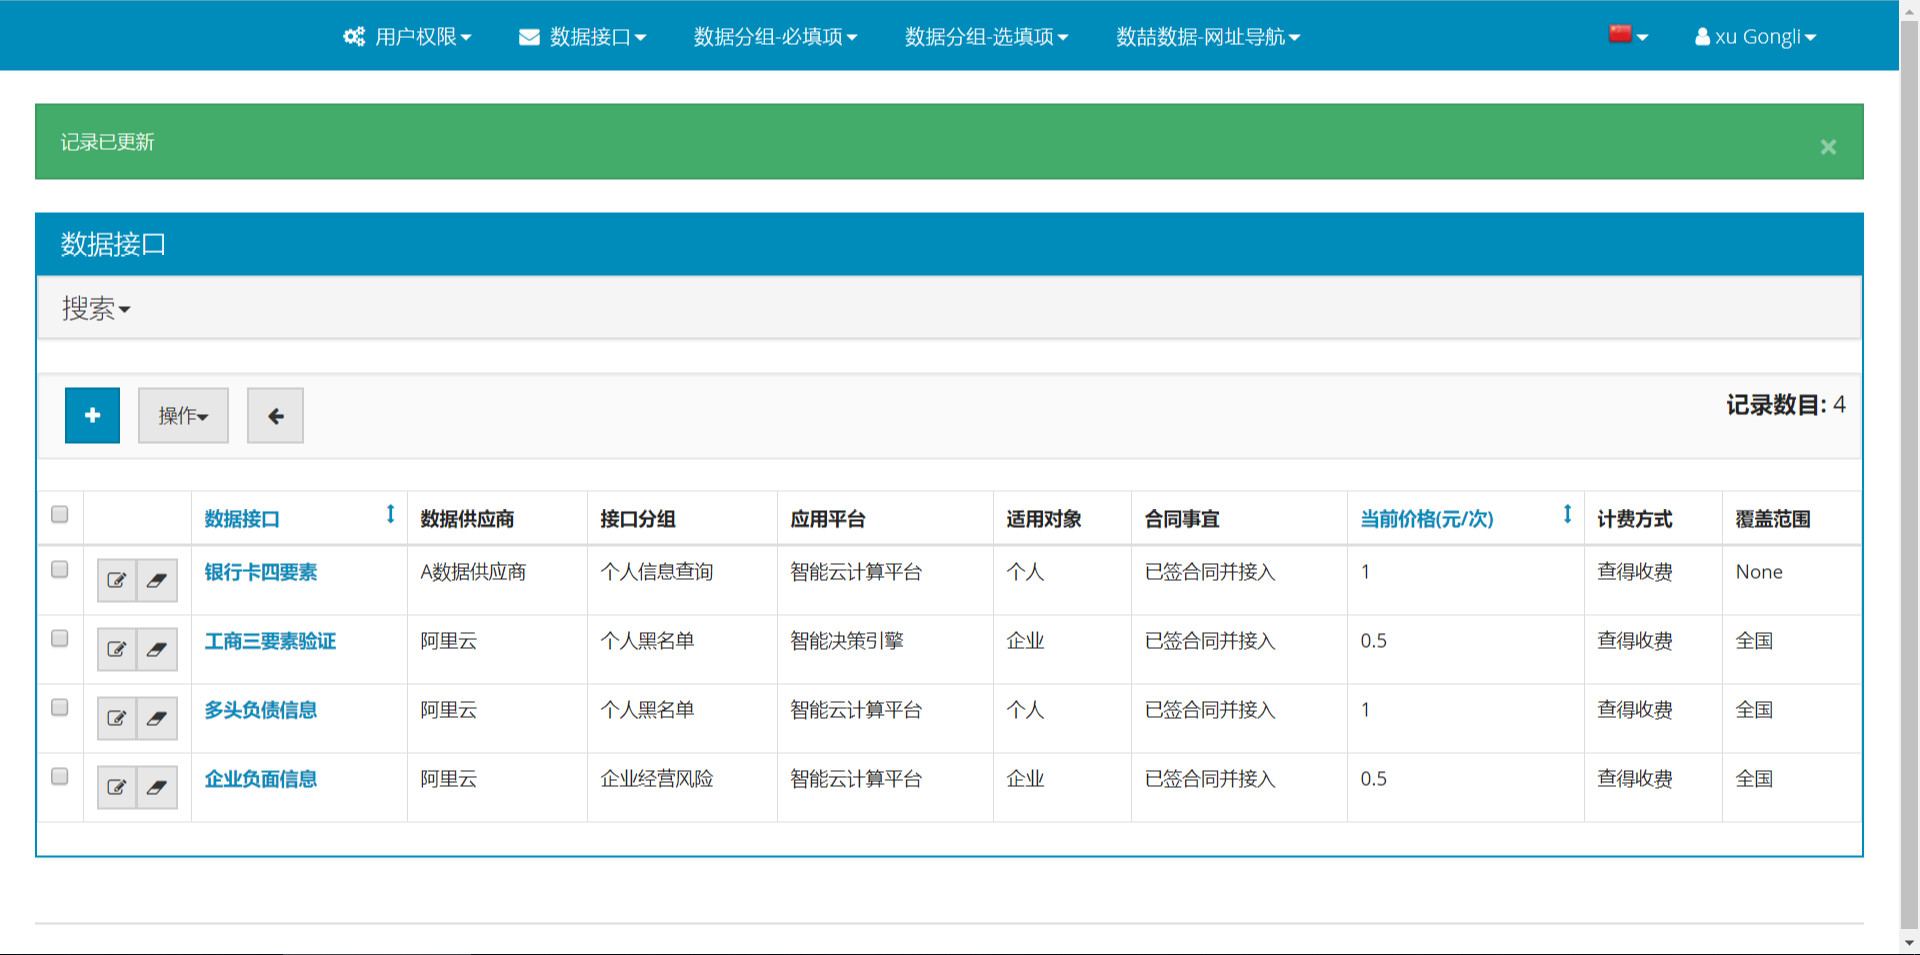 用户权限 数据接口 数据分组-必填项 数据分组-选填项 数喆数据-网址导航 xu Gongli
记录已更新 ×
数据接口
搜索
操作 记录数目: 4
数据接口 数据供应商 接口分组 应用平台 适用对象 合同事宜 当前价格(元/次) 计费方式 覆盖范围
银行卡四要素 A数据供应商 个人信息查询 智能云计算平台 个人 已签合同并接入 1 查得收费 None
工商三要素验证 阿里云 个人黑名单 智能决策引擎 企业 已签合同并接入 0.5 查得收费 全国
多头负债信息 阿里云 个人黑名单 智能云计算平台 个人 已签合同并接入 1 查得收费 全国
企业负面信息 阿里云 企业经营风险 智能云计算平台 企业 已签合同并接入 0.5 查得收费 全国